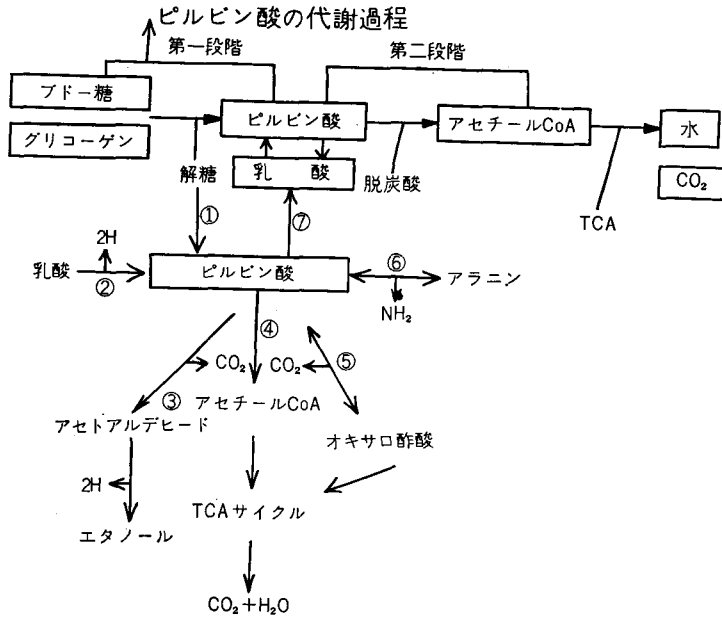 ピルビン酸の代謝過程
第一段階
第二段階
ブドー糖
グリコーゲン
ピルビン酸
アセチールCoA
水
CO₂
乳 酸
解糖
脱炭酸
TCA
①
⑦
2H
乳酸
②
ピルビン酸
⑥
アラニン
NH₂
④
CO₂
CO₂
⑤
③
アセチールCoA
アセトアルデヒード
オキサロ酢酸
2H
TCAサイクル
エタノール
CO₂+H₂O